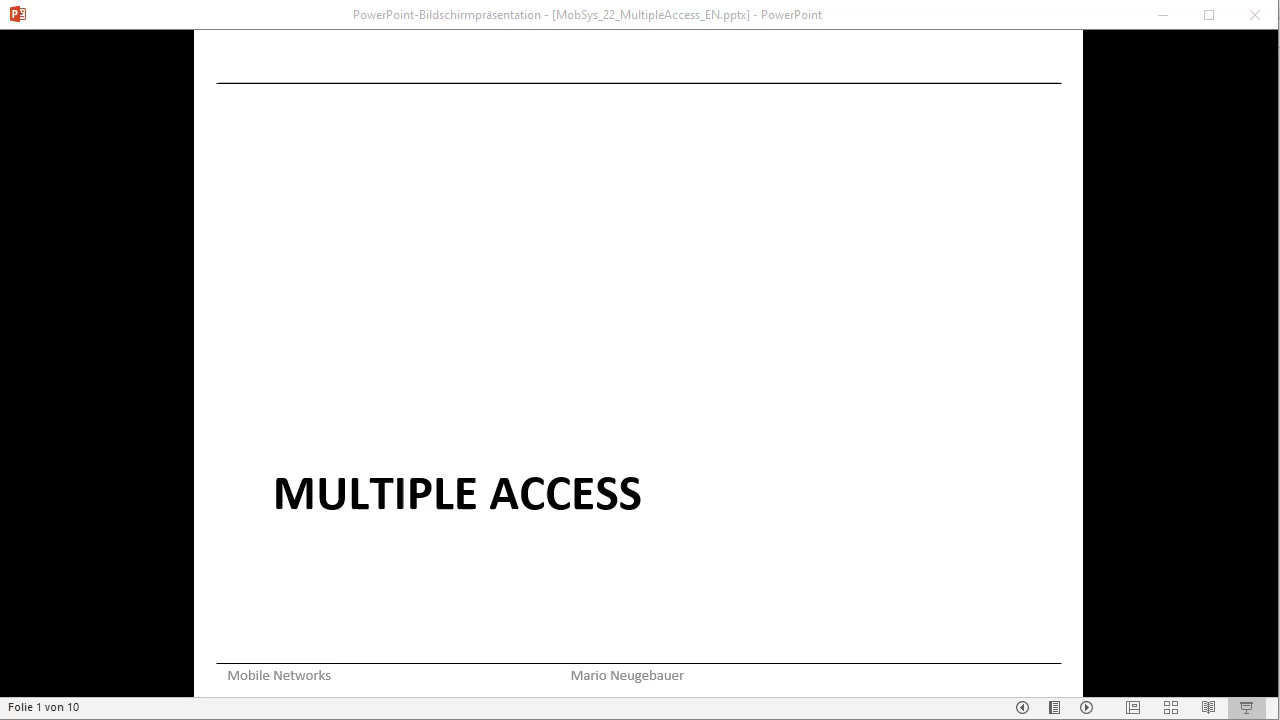 PowerPoint-Bildschirmpräsentation - [MobSys_22_MultipleAccess_EN.pptx] - PowerPoint
MULTIPLE ACCESS
Mobile Networks Mario Neugebauer
Folie 1 von 10